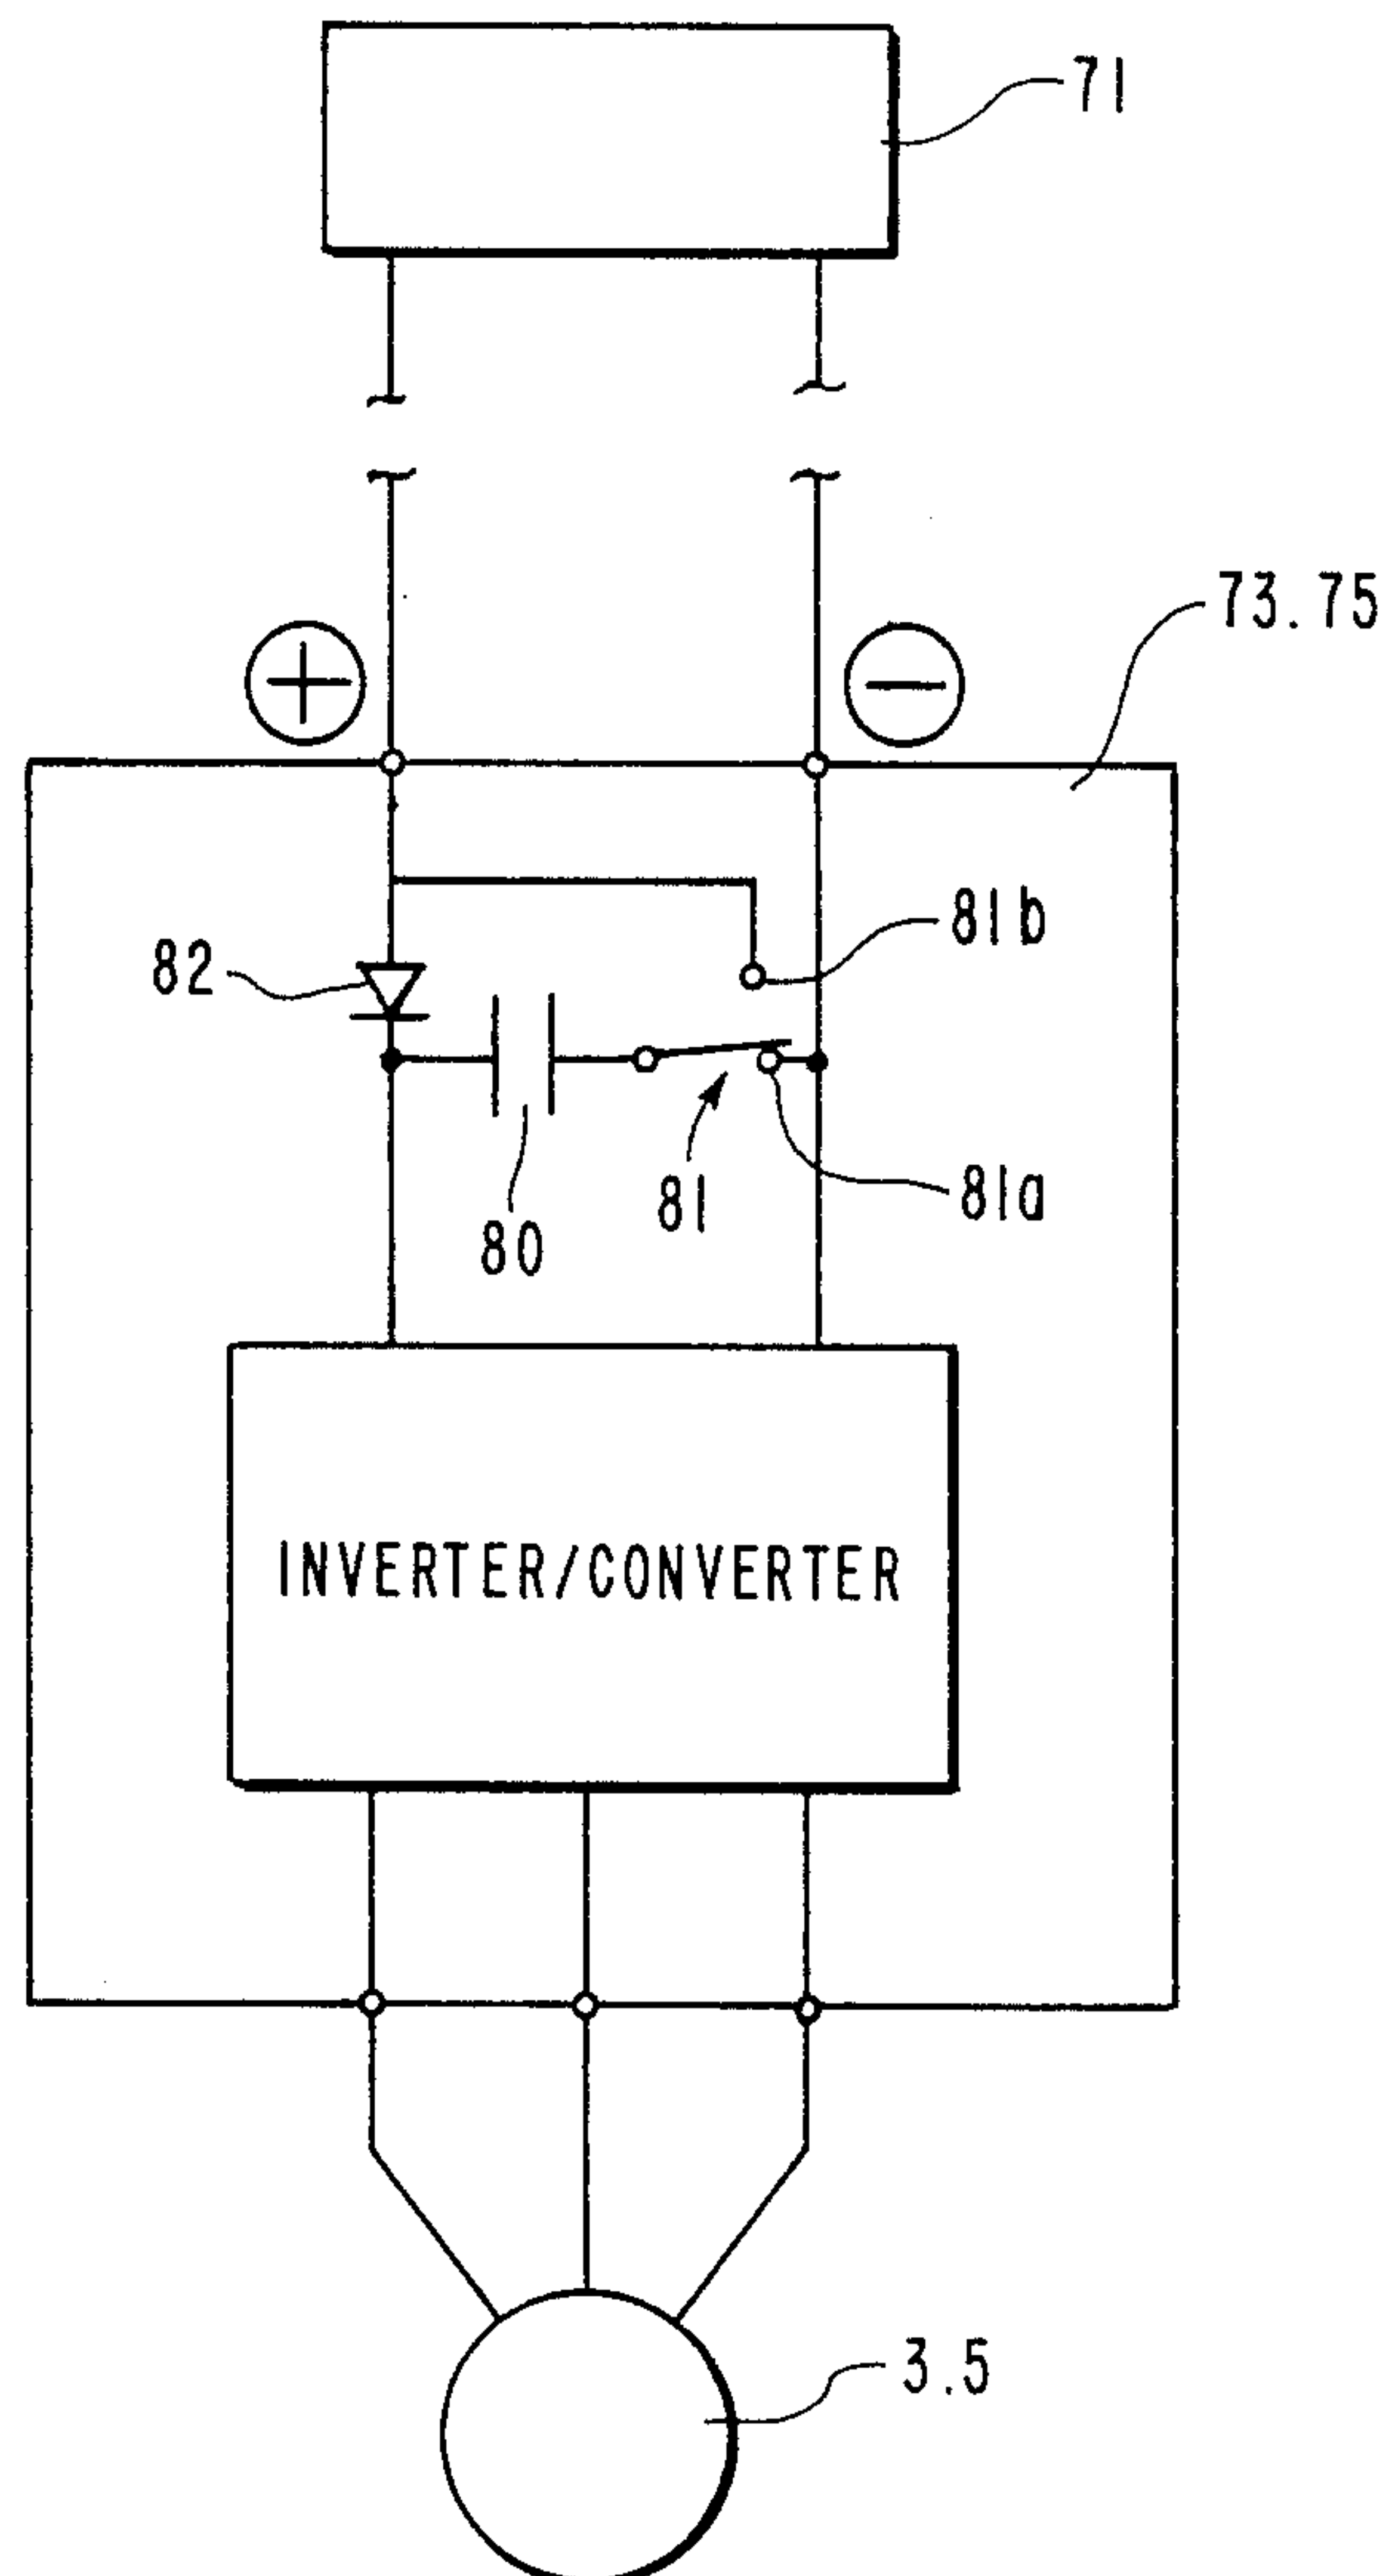 71
73.75
+
−
81b
82
81
81a
80
INVERTER/CONVERTER
3.5